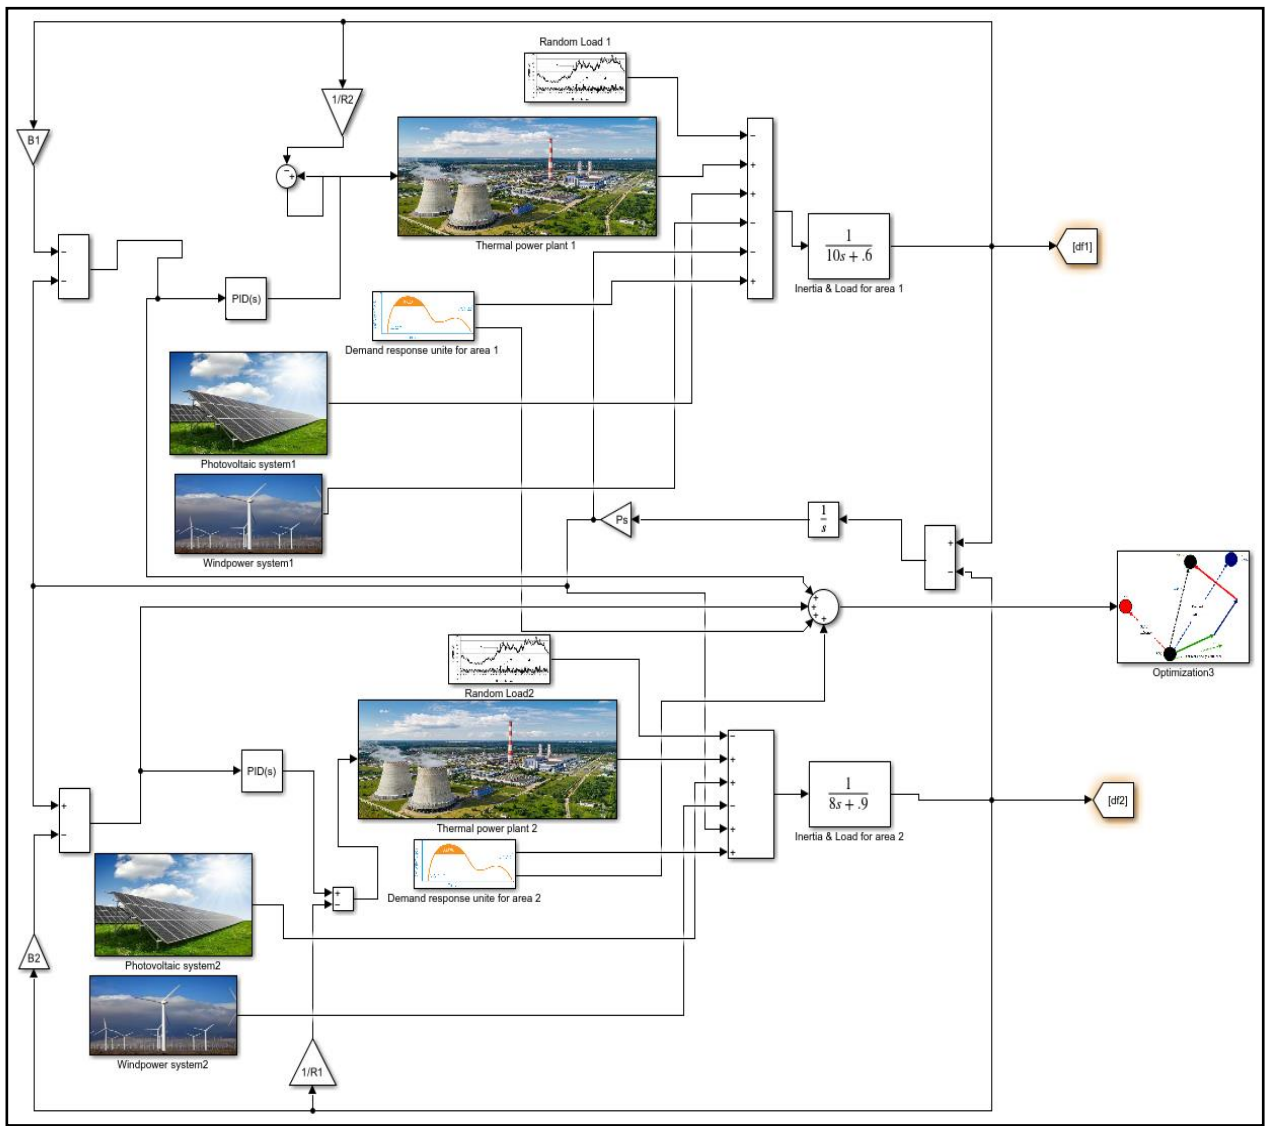 Random Load 1
1/R2
B1
−
+
−
+
+
−
−
+
Thermal power plant 1
−
+
−
−
1
10s + .6
[df1]
Inertia & Load for area 1
PID(s)
Demand response unite for area 1
Photovoltaic system1
Windpower system1
Ps
1
s
+
−
+
+
+
+
Optimization3
Random Load2
PID(s)
Thermal power plant 2
−
+
+
−
+
+
1
8s + .9
[df2]
Inertia & Load for area 2
+
−
Demand response unite for area 2
+
−
Photovoltaic system2
B2
Windpower system2
1/R1